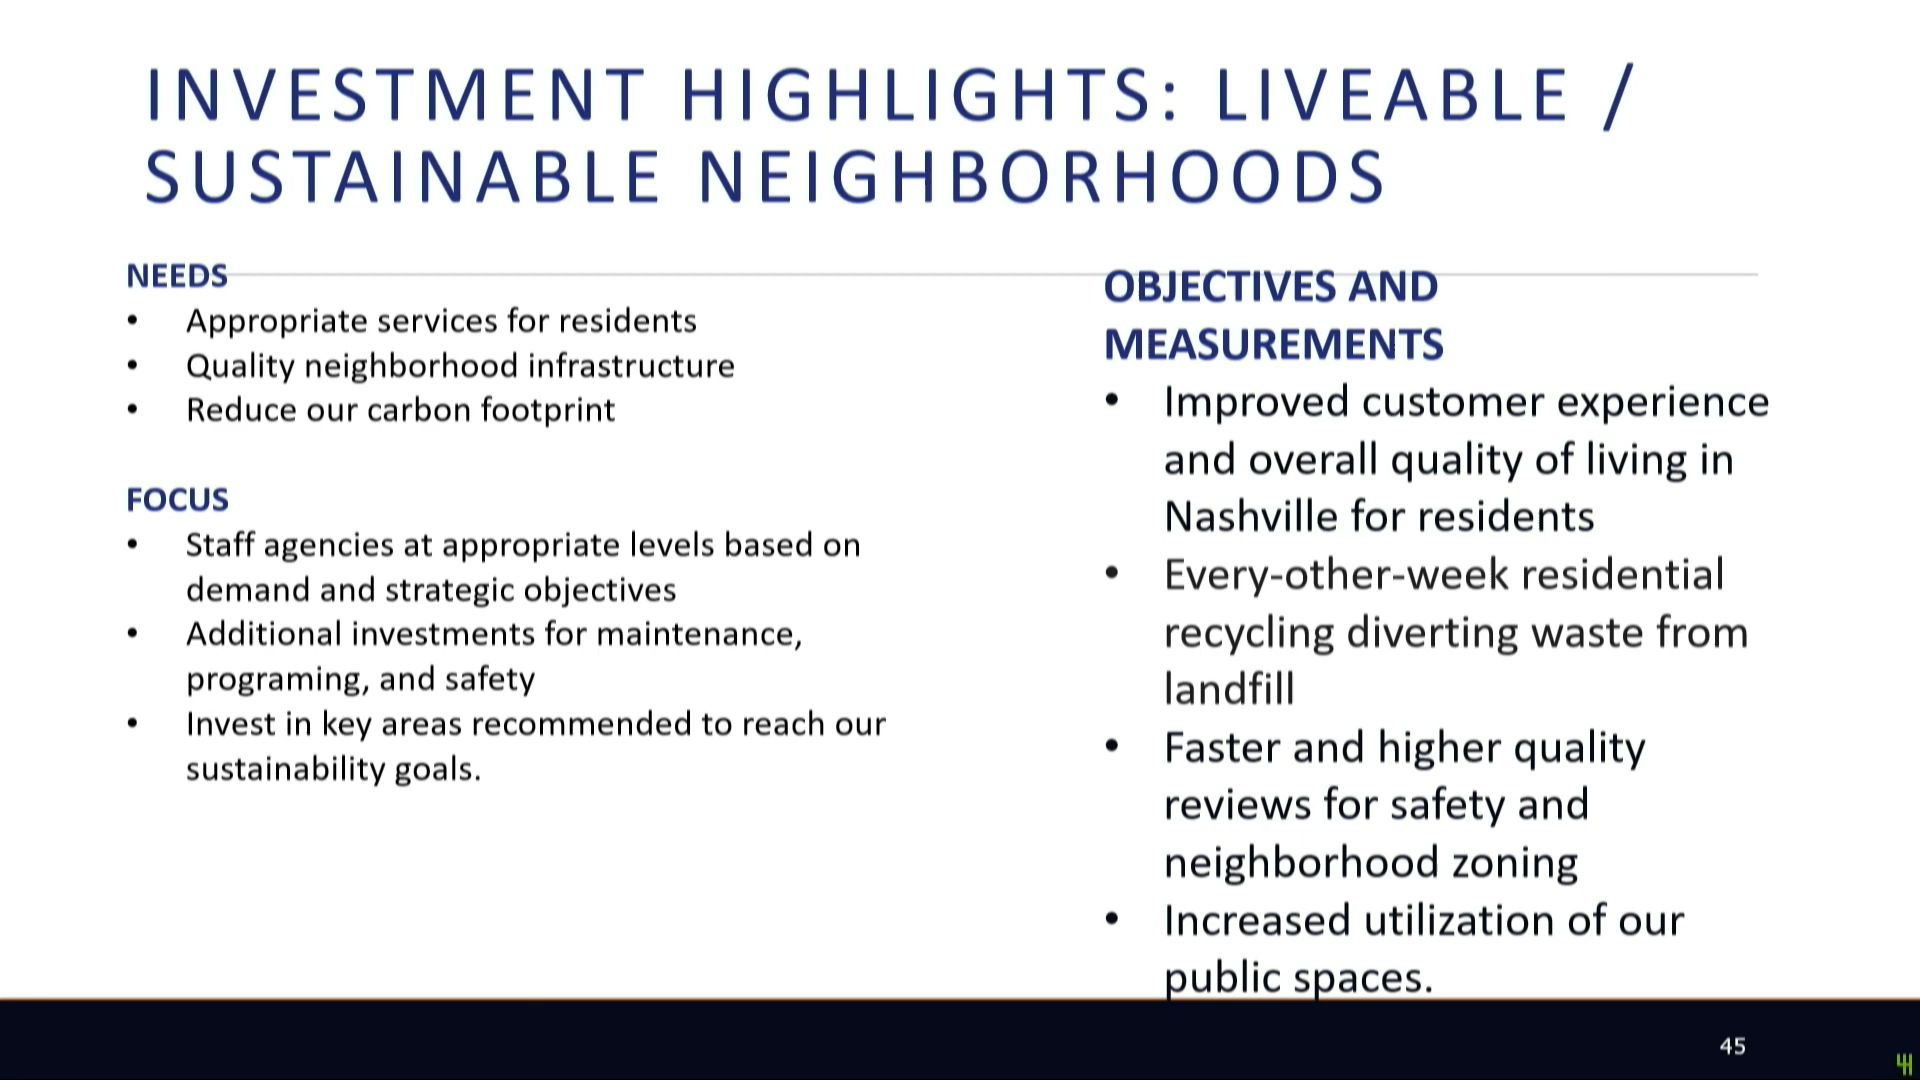 INVESTMENT HIGHLIGHTS: LIVEABLE /
SUSTAINABLE NEIGHBORHOODS
NEEDS
• Appropriate services for residents
• Quality neighborhood infrastructure
• Reduce our carbon footprint
FOCUS
• Staff agencies at appropriate levels based on
demand and strategic objectives
• Additional investments for maintenance,
programing, and safety
• Invest in key areas recommended to reach our
sustainability goals.
OBJECTIVES AND
MEASUREMENTS
• Improved customer experience
and overall quality of living in
Nashville for residents
• Every-other-week residential
recycling diverting waste from
landfill
• Faster and higher quality
reviews for safety and
neighborhood zoning
• Increased utilization of our
public spaces.
45